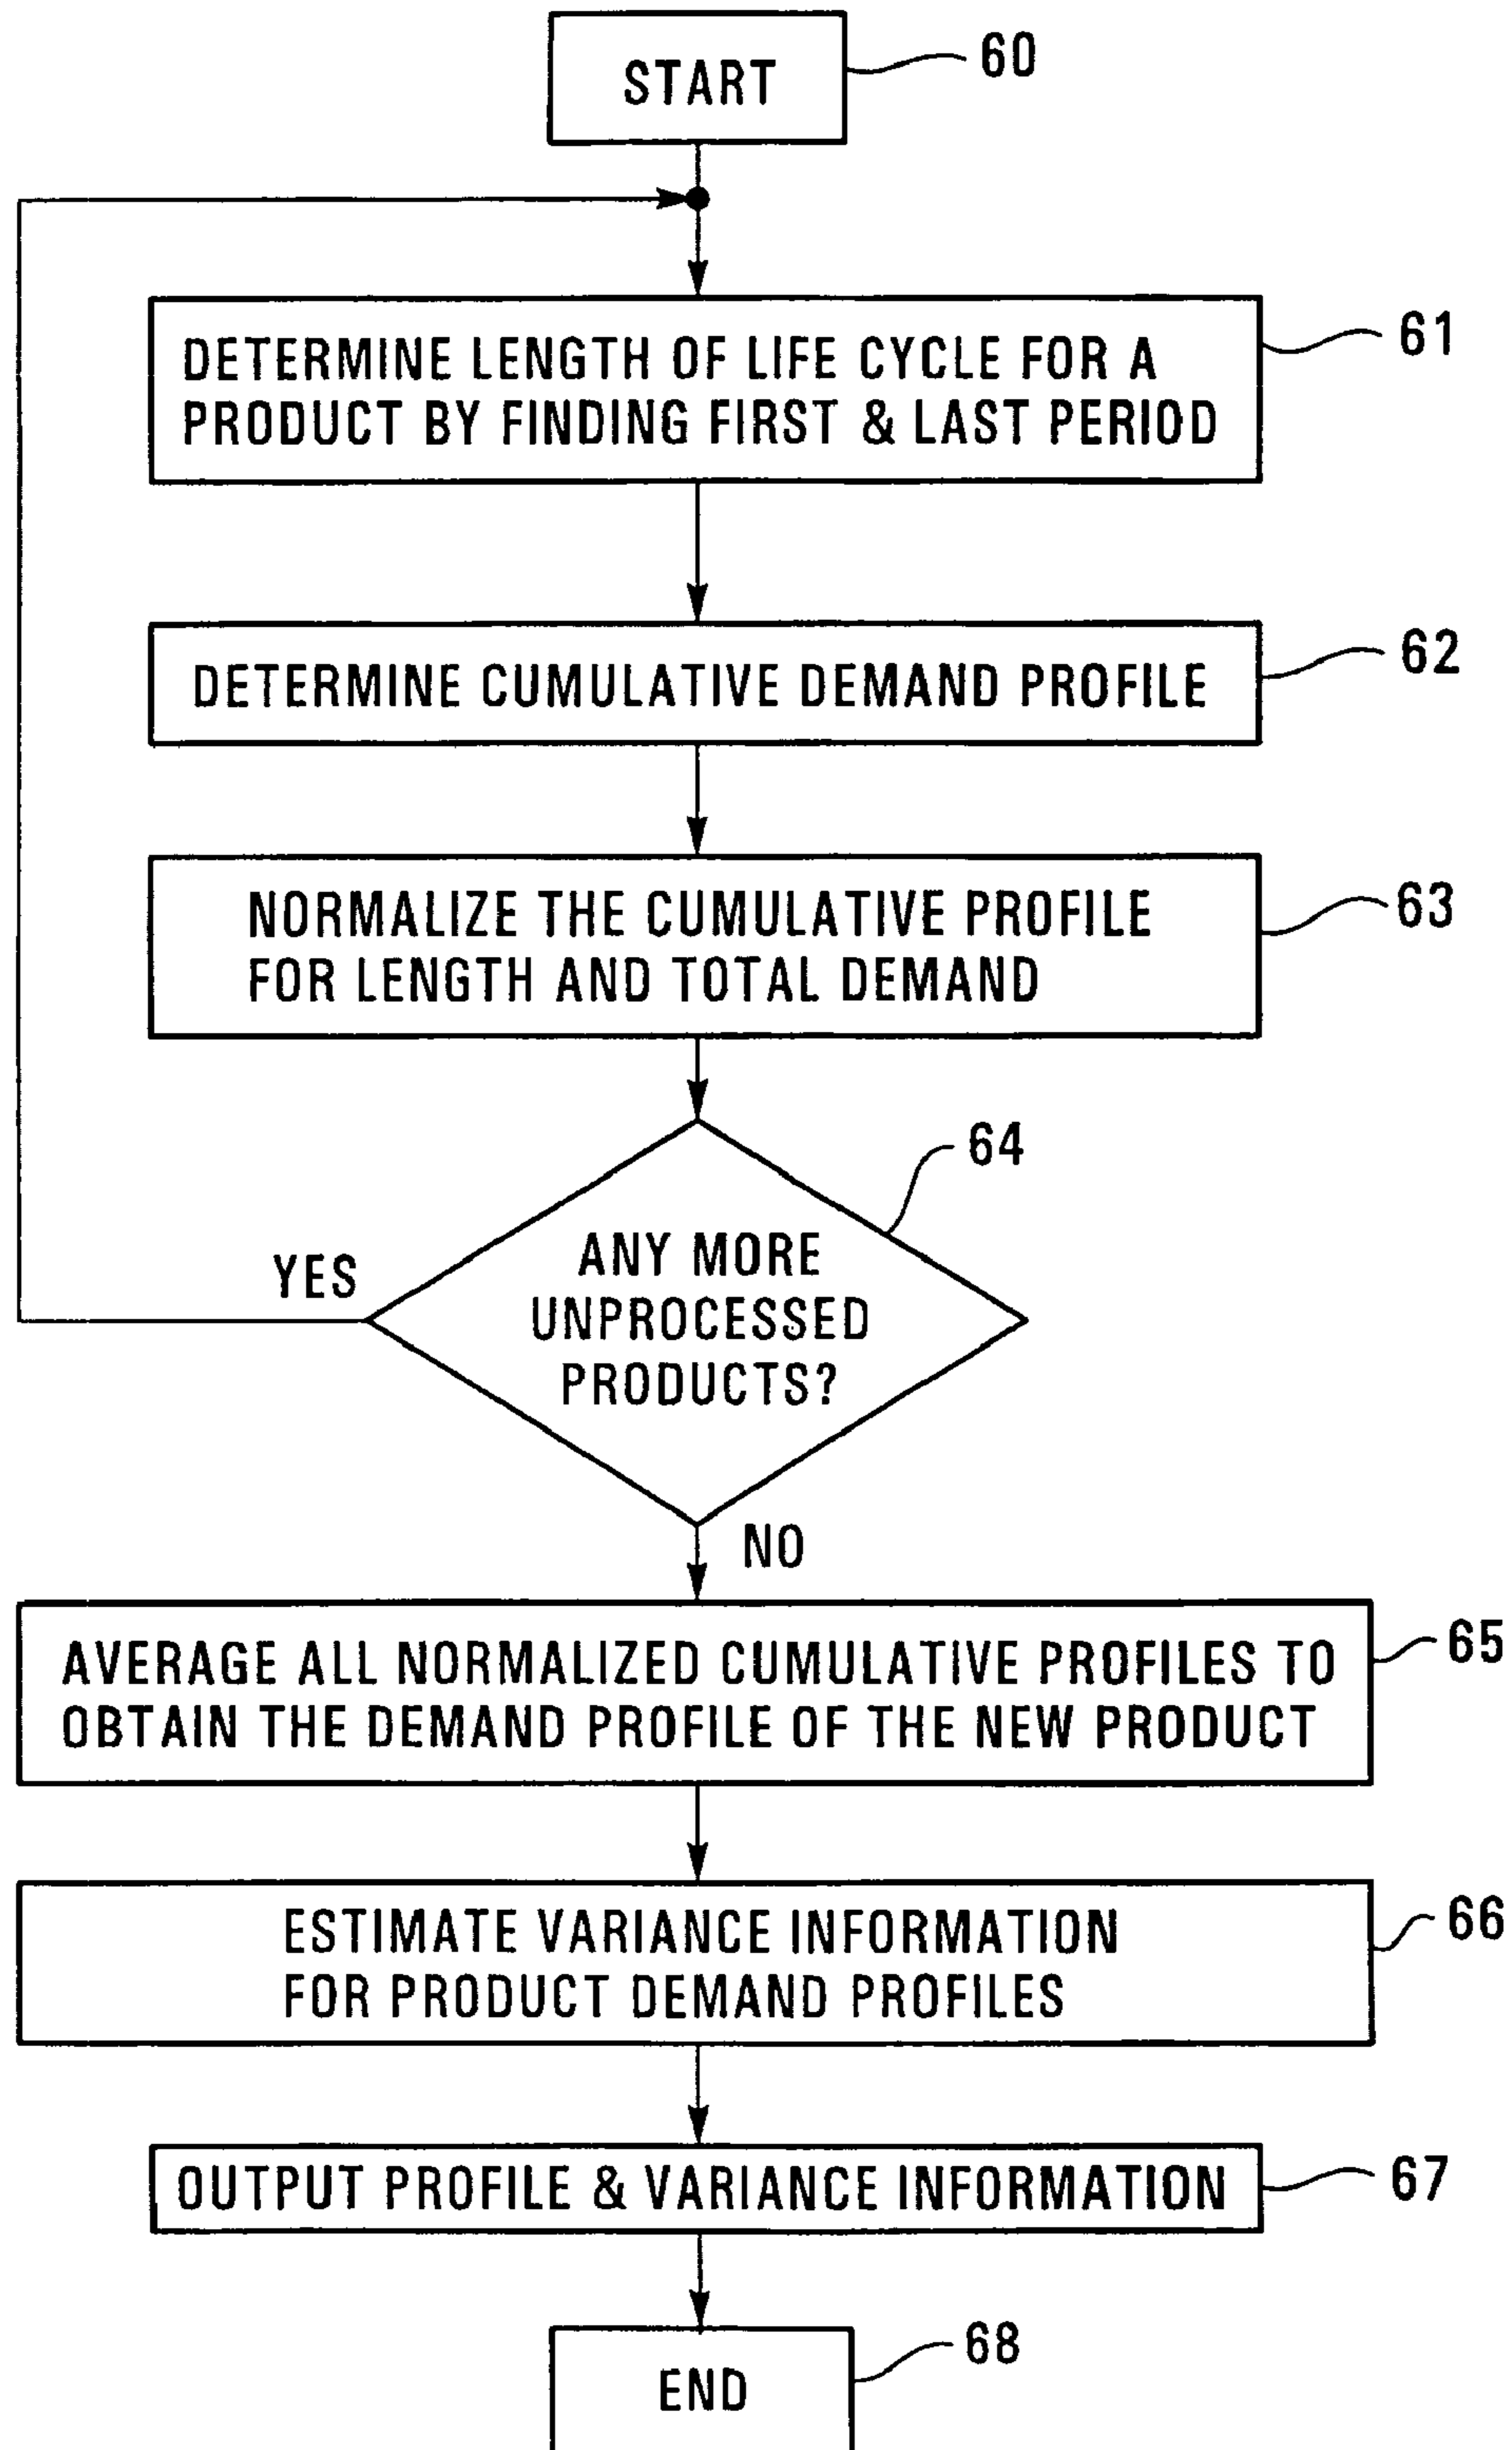 START
60
DETERMINE LENGTH OF LIFE CYCLE FOR A
PRODUCT BY FINDING FIRST & LAST PERIOD
61
DETERMINE CUMULATIVE DEMAND PROFILE
62
NORMALIZE THE CUMULATIVE PROFILE
FOR LENGTH AND TOTAL DEMAND
63
64
ANY MORE
UNPROCESSED
PRODUCTS?
YES
NO
AVERAGE ALL NORMALIZED CUMULATIVE PROFILES TO
OBTAIN THE DEMAND PROFILE OF THE NEW PRODUCT
65
ESTIMATE VARIANCE INFORMATION
FOR PRODUCT DEMAND PROFILES
66
OUTPUT PROFILE & VARIANCE INFORMATION
67
END
68